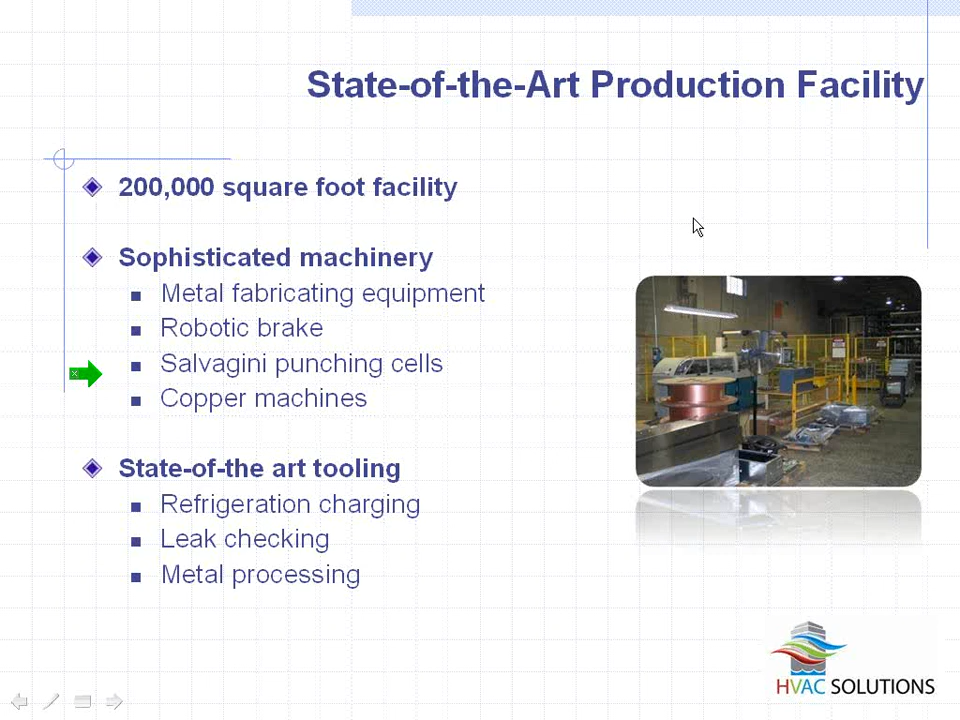 State-of-the-Art Production Facility
200,000 square foot facility
Sophisticated machinery
Metal fabricating equipment
Robotic brake
Salvagini punching cells
Copper machines
State-of-the art tooling
Refrigeration charging
Leak checking
Metal processing
HVAC SOLUTIONS